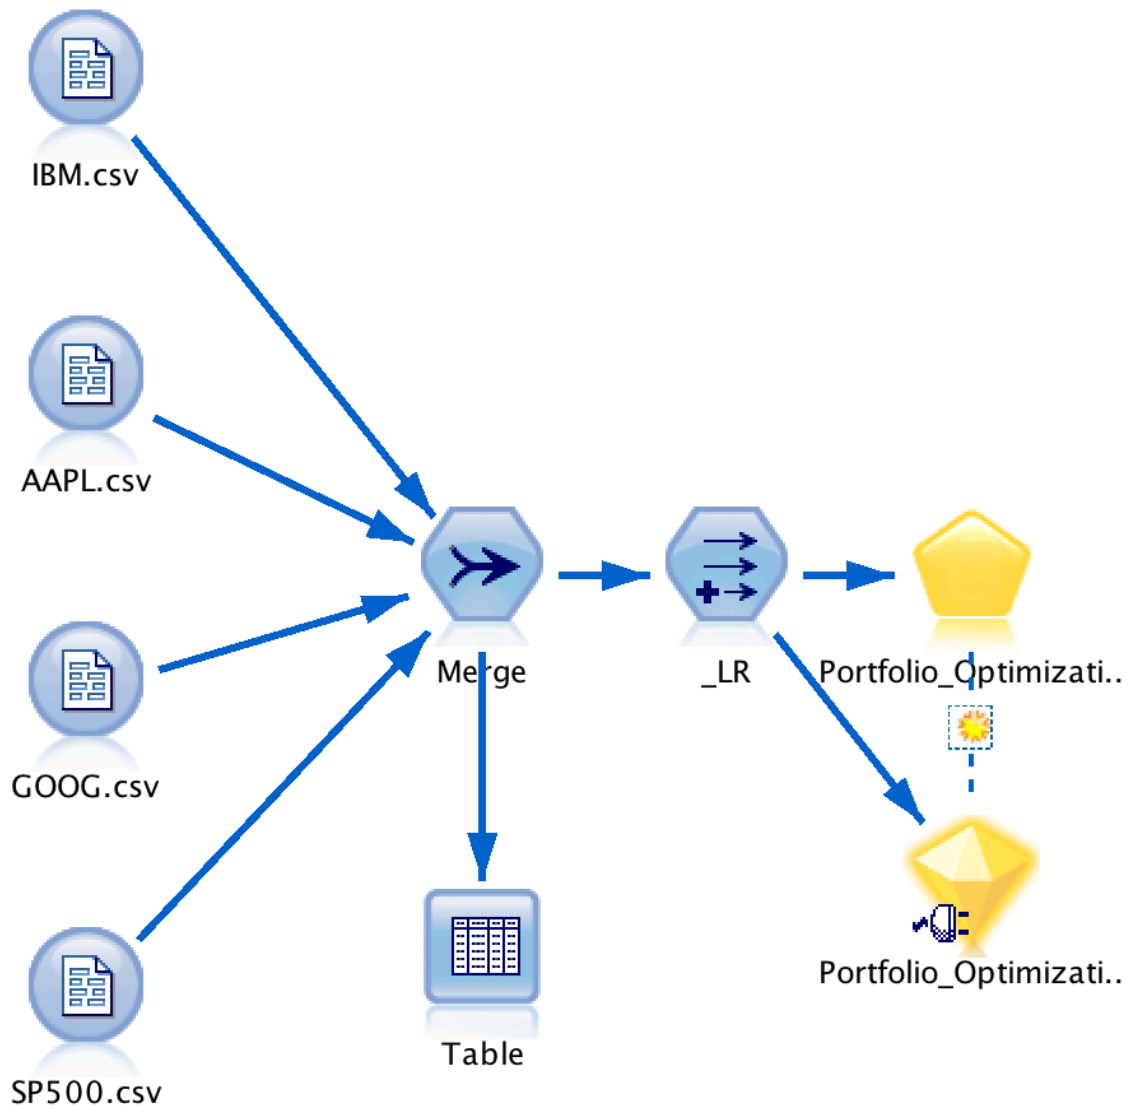 IBM.csv
AAPL.csv
Merge
_LR
Portfolio_Optimizati..
GOOG.csv
Portfolio_Optimizati..
Table
SP500.csv